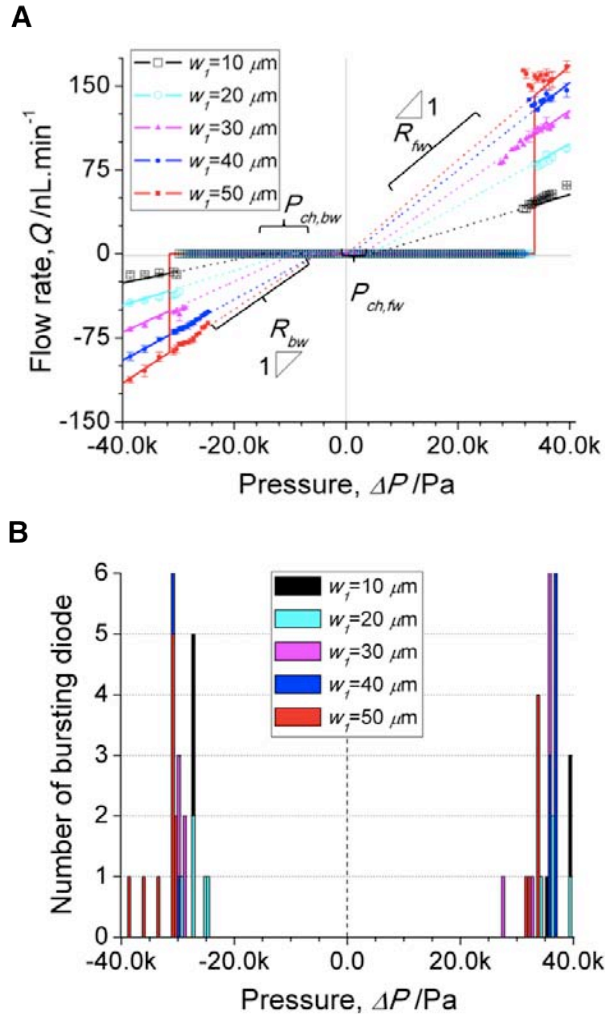 A
w1=10 μm
w1=20 μm
w1=30 μm
w1=40 μm
w1=50 μm
Flow rate, Q /nL.min-1
150
75
0
-75
-150
1
Rfw
Pch,bw
Pch,fw
Rbw
1
-40.0k -20.0k 0.0 20.0k 40.0k
Pressure, ΔP /Pa
B
Number of bursting diode
6
5
4
3
2
1
0
w1=10 μm
w1=20 μm
w1=30 μm
w1=40 μm
w1=50 μm
-40.0k -20.0k 0.0 20.0k 40.0k
Pressure, ΔP /Pa